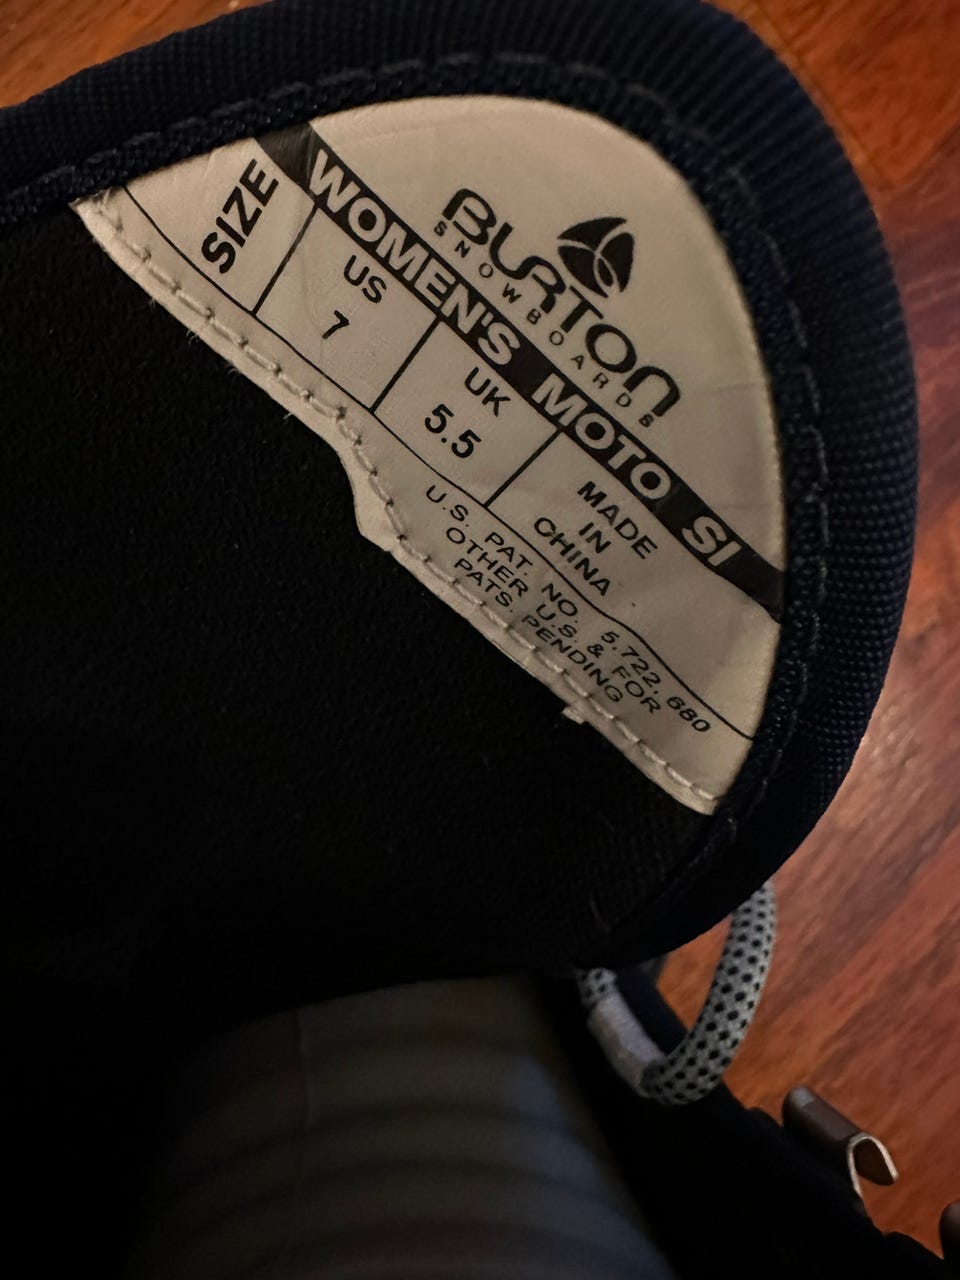 BURTON
SNOWBOARDS
WOMEN'S MOTO SI
SIZE
US
7
UK
5.5
MADE
IN
CHINA
U.S. PAT. NO. 5,722, 680
OTHER U.S. & FOR
PATS. PENDING